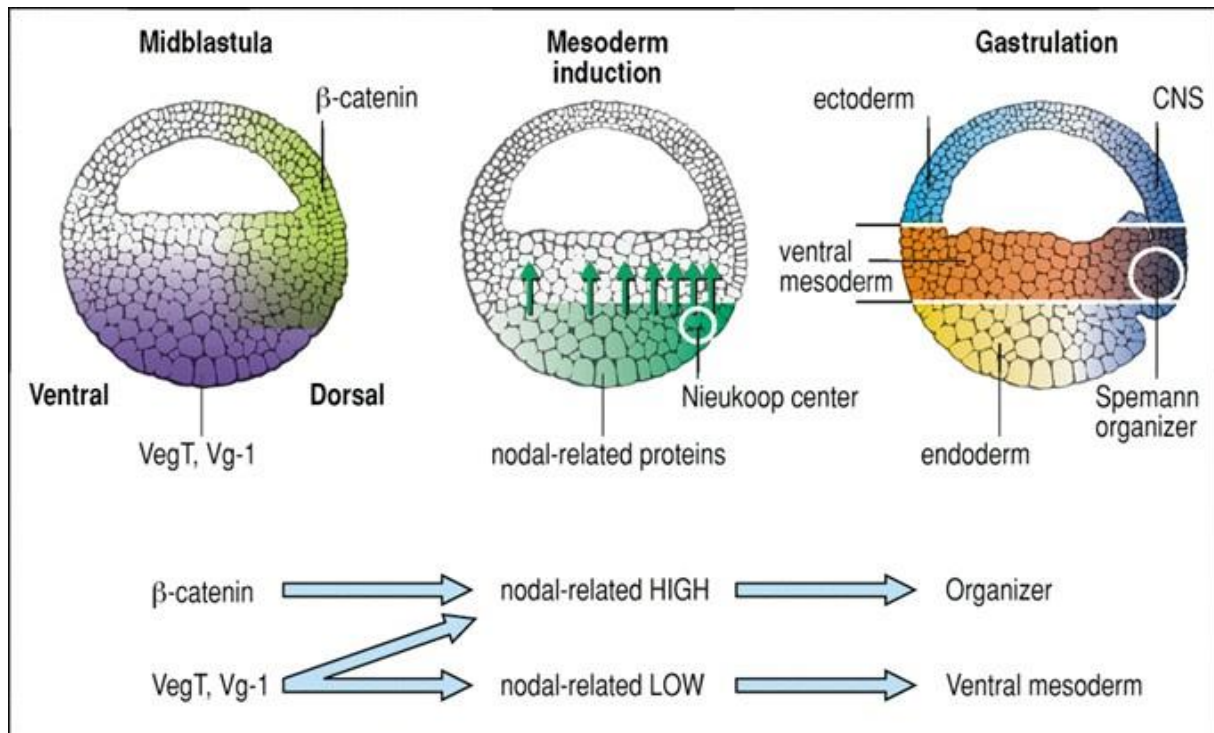 Midblastula
β-catenin
Ventral
Dorsal
VegT, Vg-1
Mesoderm
induction
Nieukoop center
nodal-related proteins
Gastrulation
ectoderm
CNS
ventral
mesoderm
Spemann
organizer
endoderm
β-catenin
nodal-related HIGH
Organizer
VegT, Vg-1
nodal-related LOW
Ventral mesoderm